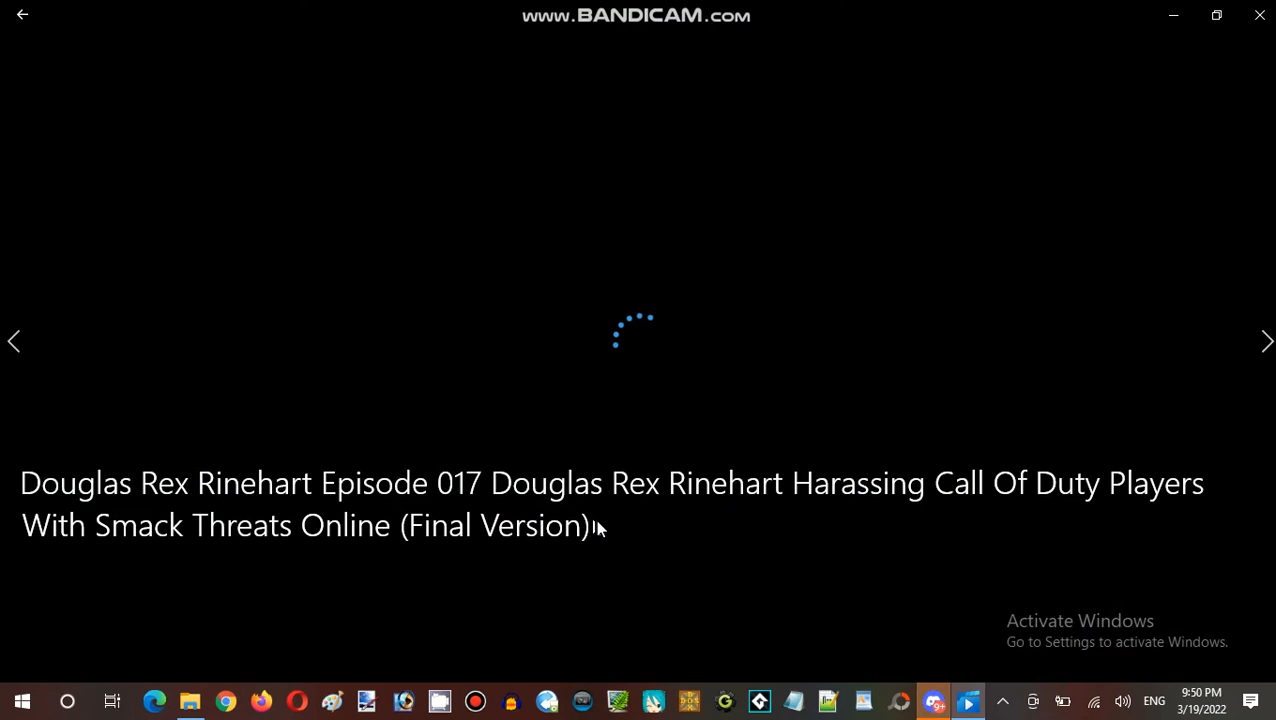 www.BANDICAM.com
Douglas Rex Rinehart Episode 017 Douglas Rex Rinehart Harassing Call Of Duty Players
With Smack Threats Online (Final Version)
Activate Windows
Go to Settings to activate Windows.
9+
ENG
9:50 PM
3/19/2022